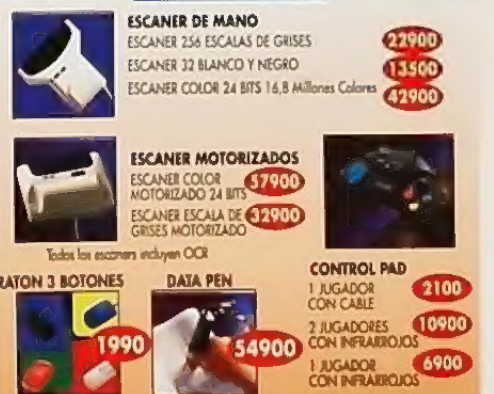 ESCANER DE MANO
ESCANER 256 ESCALAS DE GRISES 22900
ESCANER 32 BLANCO Y NEGRO 13500
ESCANER COLOR 24 BITS 16,8 Millones Colores 42900
ESCANER MOTORIZADOS
ESCANER COLOR 57900
MOTORIZADO 24 BITS
ESCANER ESCALA DE 32900
GRISES MOTORIZADO
Todos los escaners incluyen OCR
RATON 3 BOTONES
1990
DATA PEN
54900
CONTROL PAD
1 JUGADOR 2100
CON CABLE
2 JUGADORES 10900
CON INFRARROJOS
1 JUGADOR 6900
CON INFRARROJOS